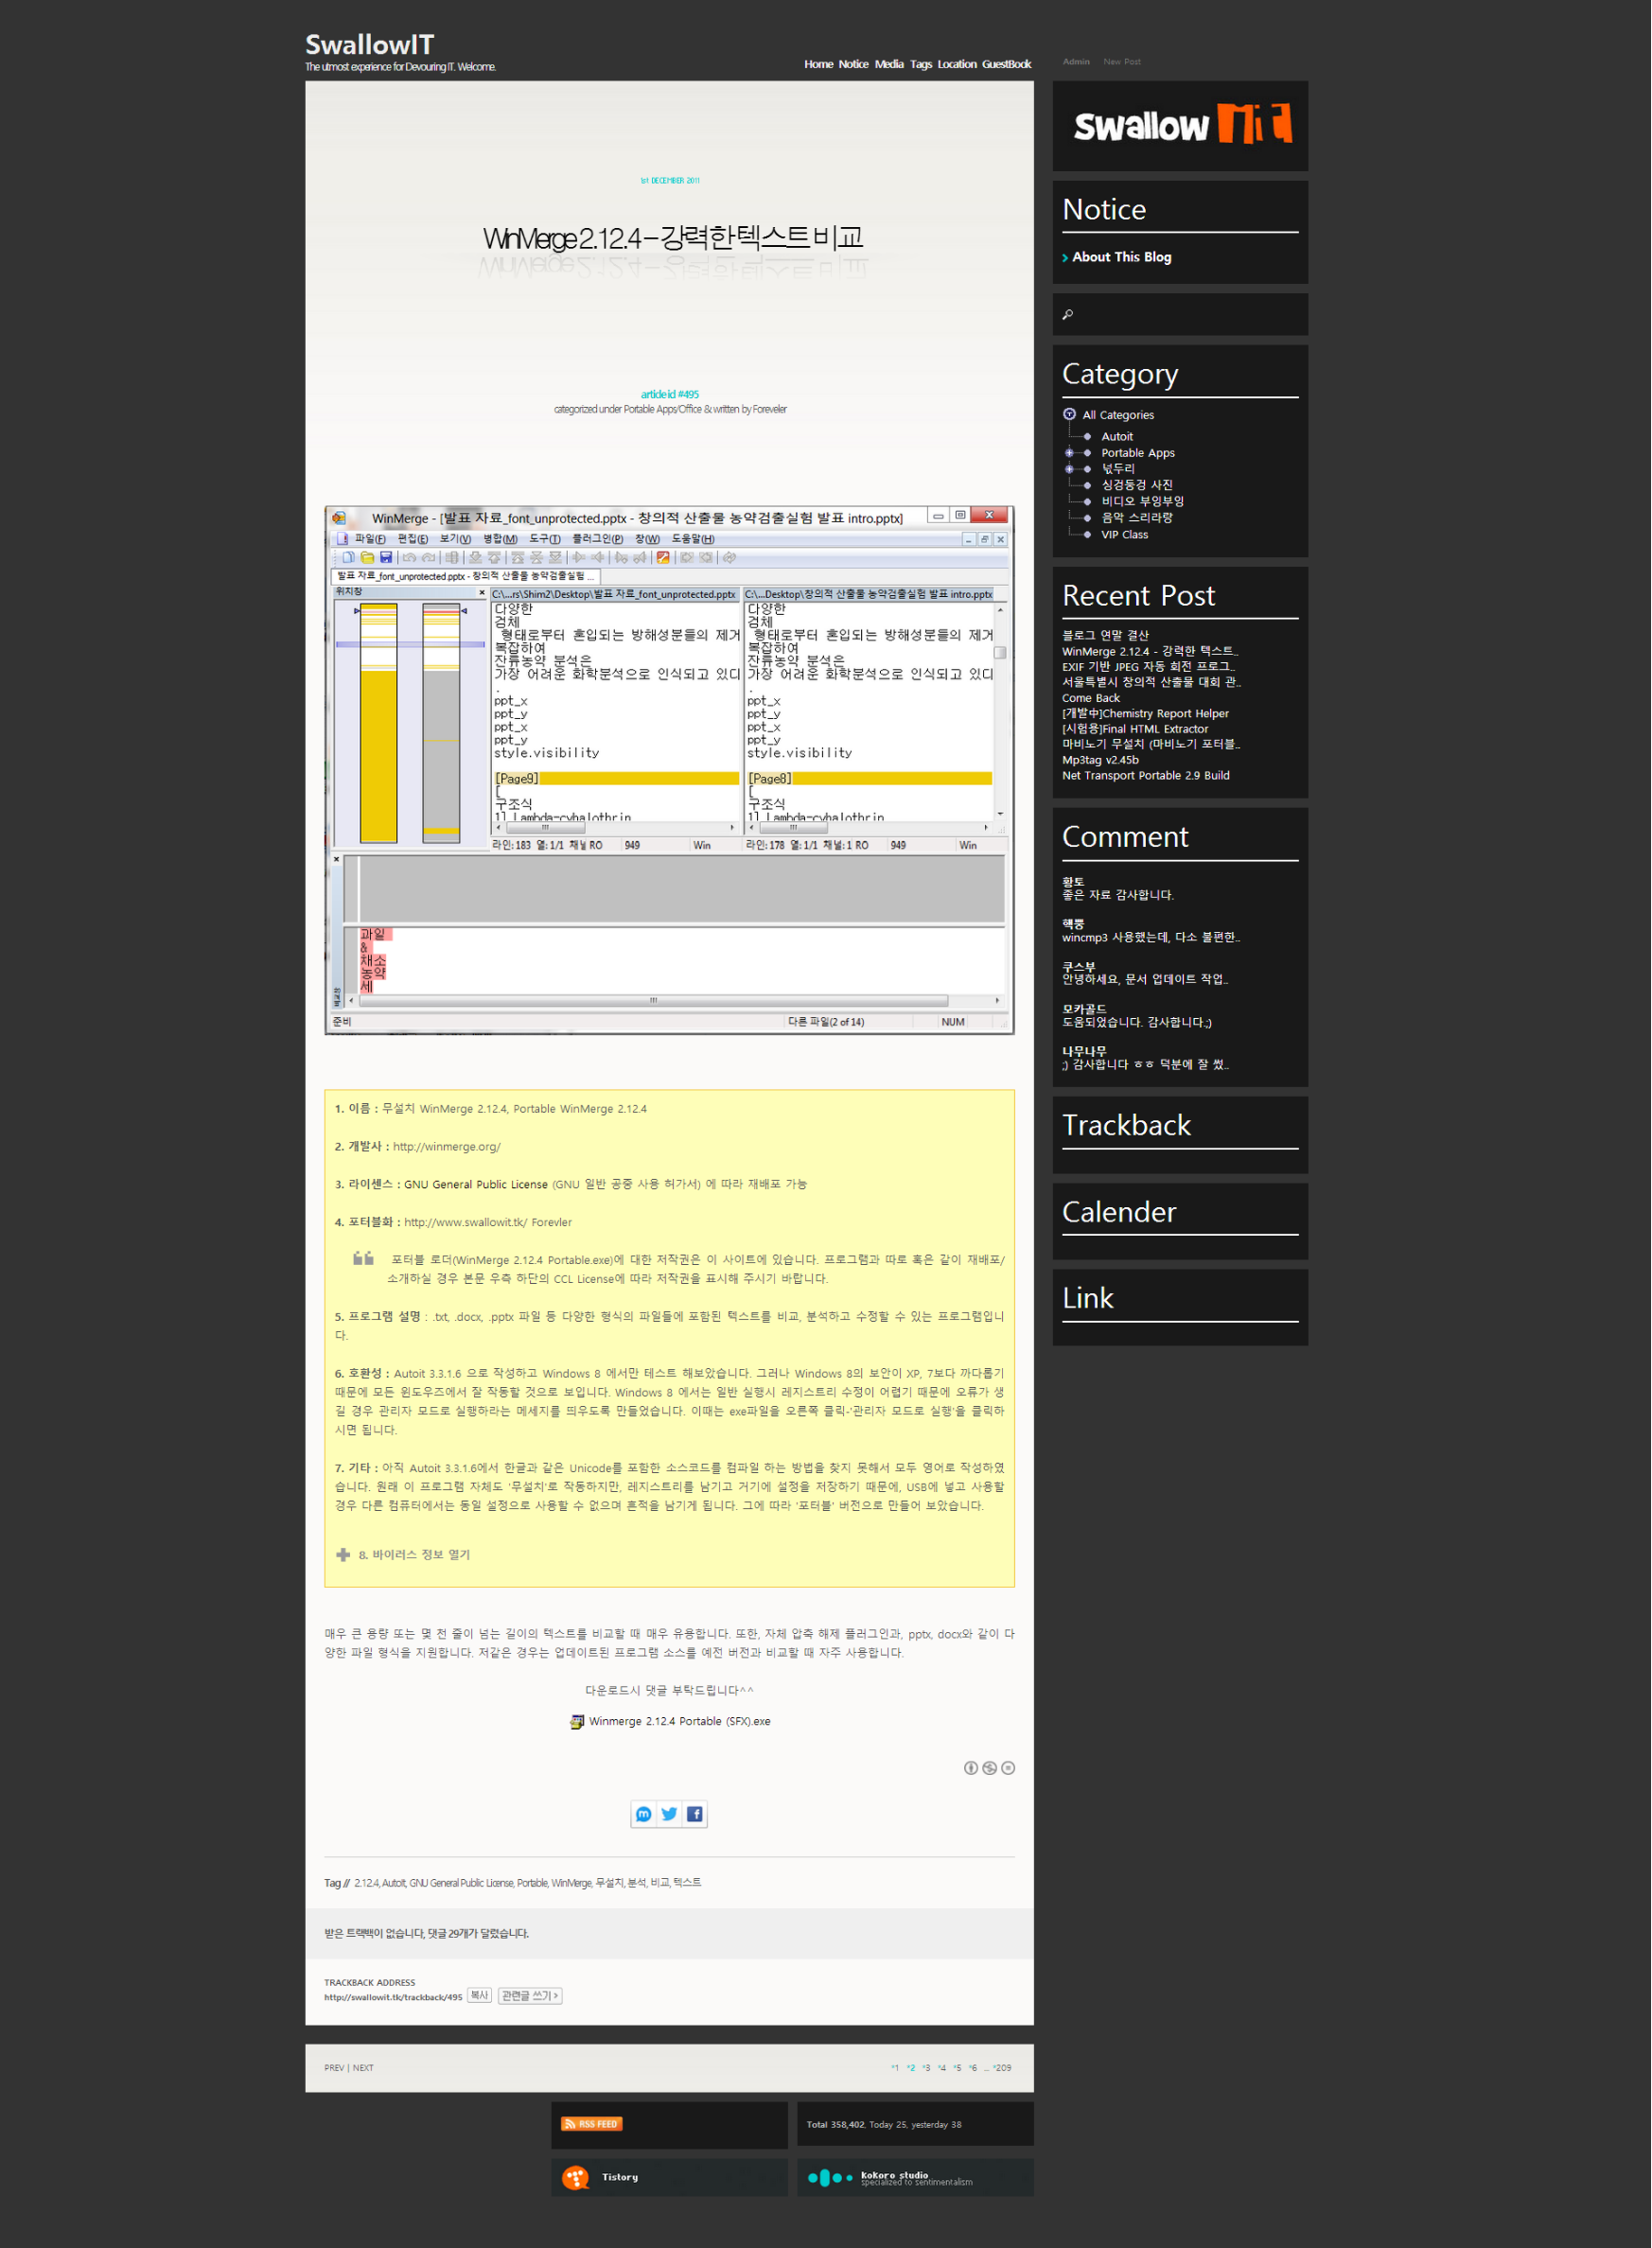 SwallowIT
The utmost experience for Devouring IT. Welcome.
Home Notice Media Tags Location GuestBook
Admin New Post
1st DECEMBER 2011
WinMerge 2.12.4 – 강력한 텍스트 비교
article id #495
categorized under Portable Apps/Office & written by Foreveler
WinMerge - [발표 자료_font_unprotected.pptx - 창의적 산출물 농약검출실험 발표 intro.pptx]
파일(F) 편집(E) 보기(V) 병합(M) 도구(T) 플러그인(P) 창(W) 도움말(H)
발표 자료_font_unprotected.pptx - 창의적 산출물 농약검출실험 ...
위치창
C:\...rs\Shim2\Desktop\발표 자료_font_unprotected.pptx
다양한
검체
형태로부터 혼입되는 방해성분들의 제거
복잡하여
잔류농약 분석은
가장 어려운 화학분석으로 인식되고 있다
.
ppt_x
ppt_y
ppt_x
ppt_y
style.visibility
[Page9]
[
구조식
1] Lambda-cyhalothrin
라인: 183 열: 1/1 채널 RO 949 Win
C:\...Desktop\창의적 산출물 농약검출실험 발표 intro.pptx
다양한
검체
형태로부터 혼입되는 방해성분들의 제거
복잡하여
잔류농약 분석은
가장 어려운 화학분석으로 인식되고 있다
.
ppt_x
ppt_y
ppt_x
ppt_y
style.visibility
[Page8]
[
구조식
1] Lambda-cyhalothrin
라인: 178 열: 1/1 채널: 1 RO 949 Win
과일
&
채소
농약
세
준비 다른 파일(2 of 14) NUM
1. 이름 : 무설치 WinMerge 2.12.4, Portable WinMerge 2.12.4
2. 개발사 : http://winmerge.org/
3. 라이센스 : GNU General Public License (GNU 일반 공중 사용 허가서) 에 따라 재배포 가능
4. 포터블화 : http://www.swallowit.tk/ Forevler
포터블 로더(WinMerge 2.12.4 Portable.exe)에 대한 저작권은 이 사이트에 있습니다. 프로그램과 따로 혹은 같이 재배포/
소개하실 경우 본문 우측 하단의 CCL License에 따라 저작권을 표시해 주시기 바랍니다.
5. 프로그램 설명 : .txt, .docx, .pptx 파일 등 다양한 형식의 파일들에 포함된 텍스트를 비교, 분석하고 수정할 수 있는 프로그램입니
다.
6. 호환성 : Autoit 3.3.1.6 으로 작성하고 Windows 8 에서만 테스트 해보았습니다. 그러나 Windows 8의 보안이 XP, 7보다 까다롭기
때문에 모든 윈도우즈에서 잘 작동할 것으로 보입니다. Windows 8 에서는 일반 실행시 레지스트리 수정이 어렵기 때문에 오류가 생
길 경우 관리자 모드로 실행하라는 메세지를 띄우도록 만들었습니다. 이때는 exe파일을 오른쪽 클릭-'관리자 모드로 실행'을 클릭하
시면 됩니다.
7. 기타 : 아직 Autoit 3.3.1.6에서 한글과 같은 Unicode를 포함한 소스코드를 컴파일 하는 방법을 찾지 못해서 모두 영어로 작성하였
습니다. 원래 이 프로그램 자체도 '무설치'로 작동하지만, 레지스트리를 남기고 거기에 설정을 저장하기 때문에, USB에 넣고 사용할
경우 다른 컴퓨터에서는 동일 설정으로 사용할 수 없으며 흔적을 남기게 됩니다. 그에 따라 '포터블' 버전으로 만들어 보았습니다.
8. 바이러스 정보 열기
매우 큰 용량 또는 몇 천 줄이 넘는 길이의 텍스트를 비교할 때 매우 유용합니다. 또한, 자체 압축 해제 플러그인과, pptx, docx와 같이 다
양한 파일 형식을 지원합니다. 저같은 경우는 업데이트된 프로그램 소스를 예전 버전과 비교할 때 자주 사용합니다.
다운로드시 댓글 부탁드립니다^^
Winmerge 2.12.4 Portable (SFX).exe
Tag // 2.12.4, AutoIt, GNU General Public License, Portable, WinMerge, 무설치, 분석, 비교, 텍스트
받은 트랙백이 없습니다, 댓글 29개가 달렸습니다.
TRACKBACK ADDRESS
http://swallowit.tk/trackback/495 복사 관련글 쓰기 >
PREV | NEXT
*1 *2 *3 *4 *5 *6 ... *209
RSS FEED
Total 358,402, Today 25, yesterday 38
Tistory
kokoro studio
specialized to sentimentalism
Swallow
Notice
About This Blog
Category
All Categories
Autoit
Portable Apps
넋두리
싱겅둥겅 사진
비디오 부잉부잉
음악 스리라랑
VIP Class
Recent Post
블로그 연말 결산
WinMerge 2.12.4 - 강력한 텍스트..
EXIF 기반 JPEG 자동 회전 프로그..
서울특별시 창의적 산출물 대회 관..
Come Back
[개발中]Chemistry Report Helper
[시험용]Final HTML Extractor
마비노기 무설치 (마비노기 포터블..
Mp3tag v2.45b
Net Transport Portable 2.9 Build
Comment
황토
좋은 자료 감사합니다.
핵뿡
wincmp3 사용했는데, 다소 불편한..
쿠스부
안녕하세요, 문서 업데이트 작업..
모카골드
도움되었습니다. 감사합니다.;)
나무나무
;) 감사합니다 ㅎㅎ 덕분에 잘 썼..
Trackback
Calender
Link